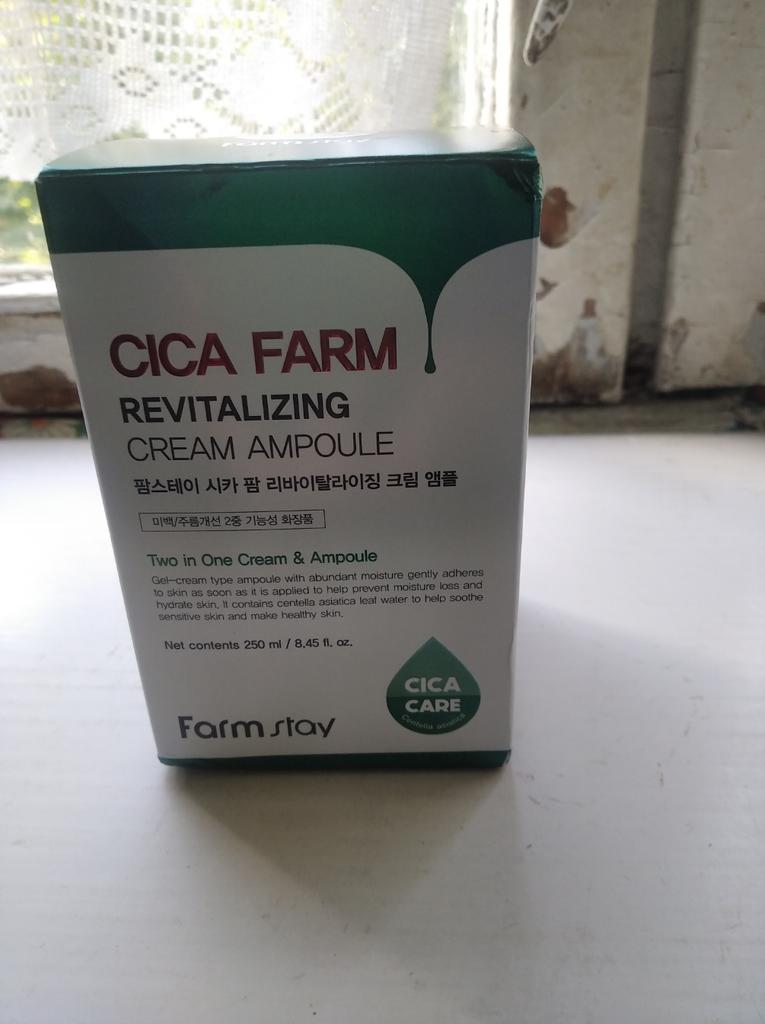 Farm stay
CICA FARM
REVITALIZING
CREAM AMPOULE
팜스테이 시카 팜 리바이탈라이징 크림 앰플
미백/주름개선 2중 기능성 화장품
Two in One Cream & Ampoule
Gel-cream type ampoule with abundant moisture gently adheres
to skin as soon as it is applied to help prevent moisture loss and
hydrate skin. It contains centella asiatica leaf water to help soothe
sensitive skin and make healthy skin.
Net contents 250 ml / 8.45 fl. oz.
CICA
CARE
Centella asiatica
Farm stay